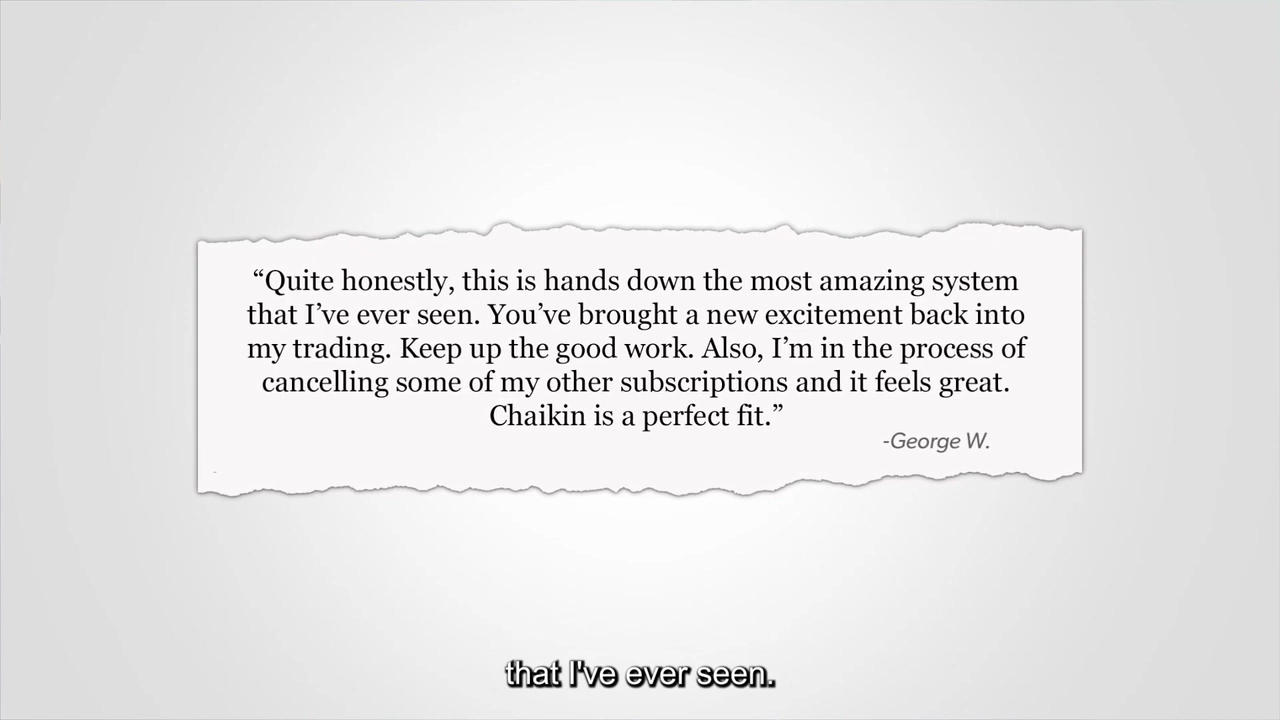 “Quite honestly, this is hands down the most amazing system
that I’ve ever seen. You’ve brought a new excitement back into
my trading. Keep up the good work. Also, I’m in the process of
cancelling some of my other subscriptions and it feels great.
Chaikin is a perfect fit.”
-George W.
that I've ever seen.